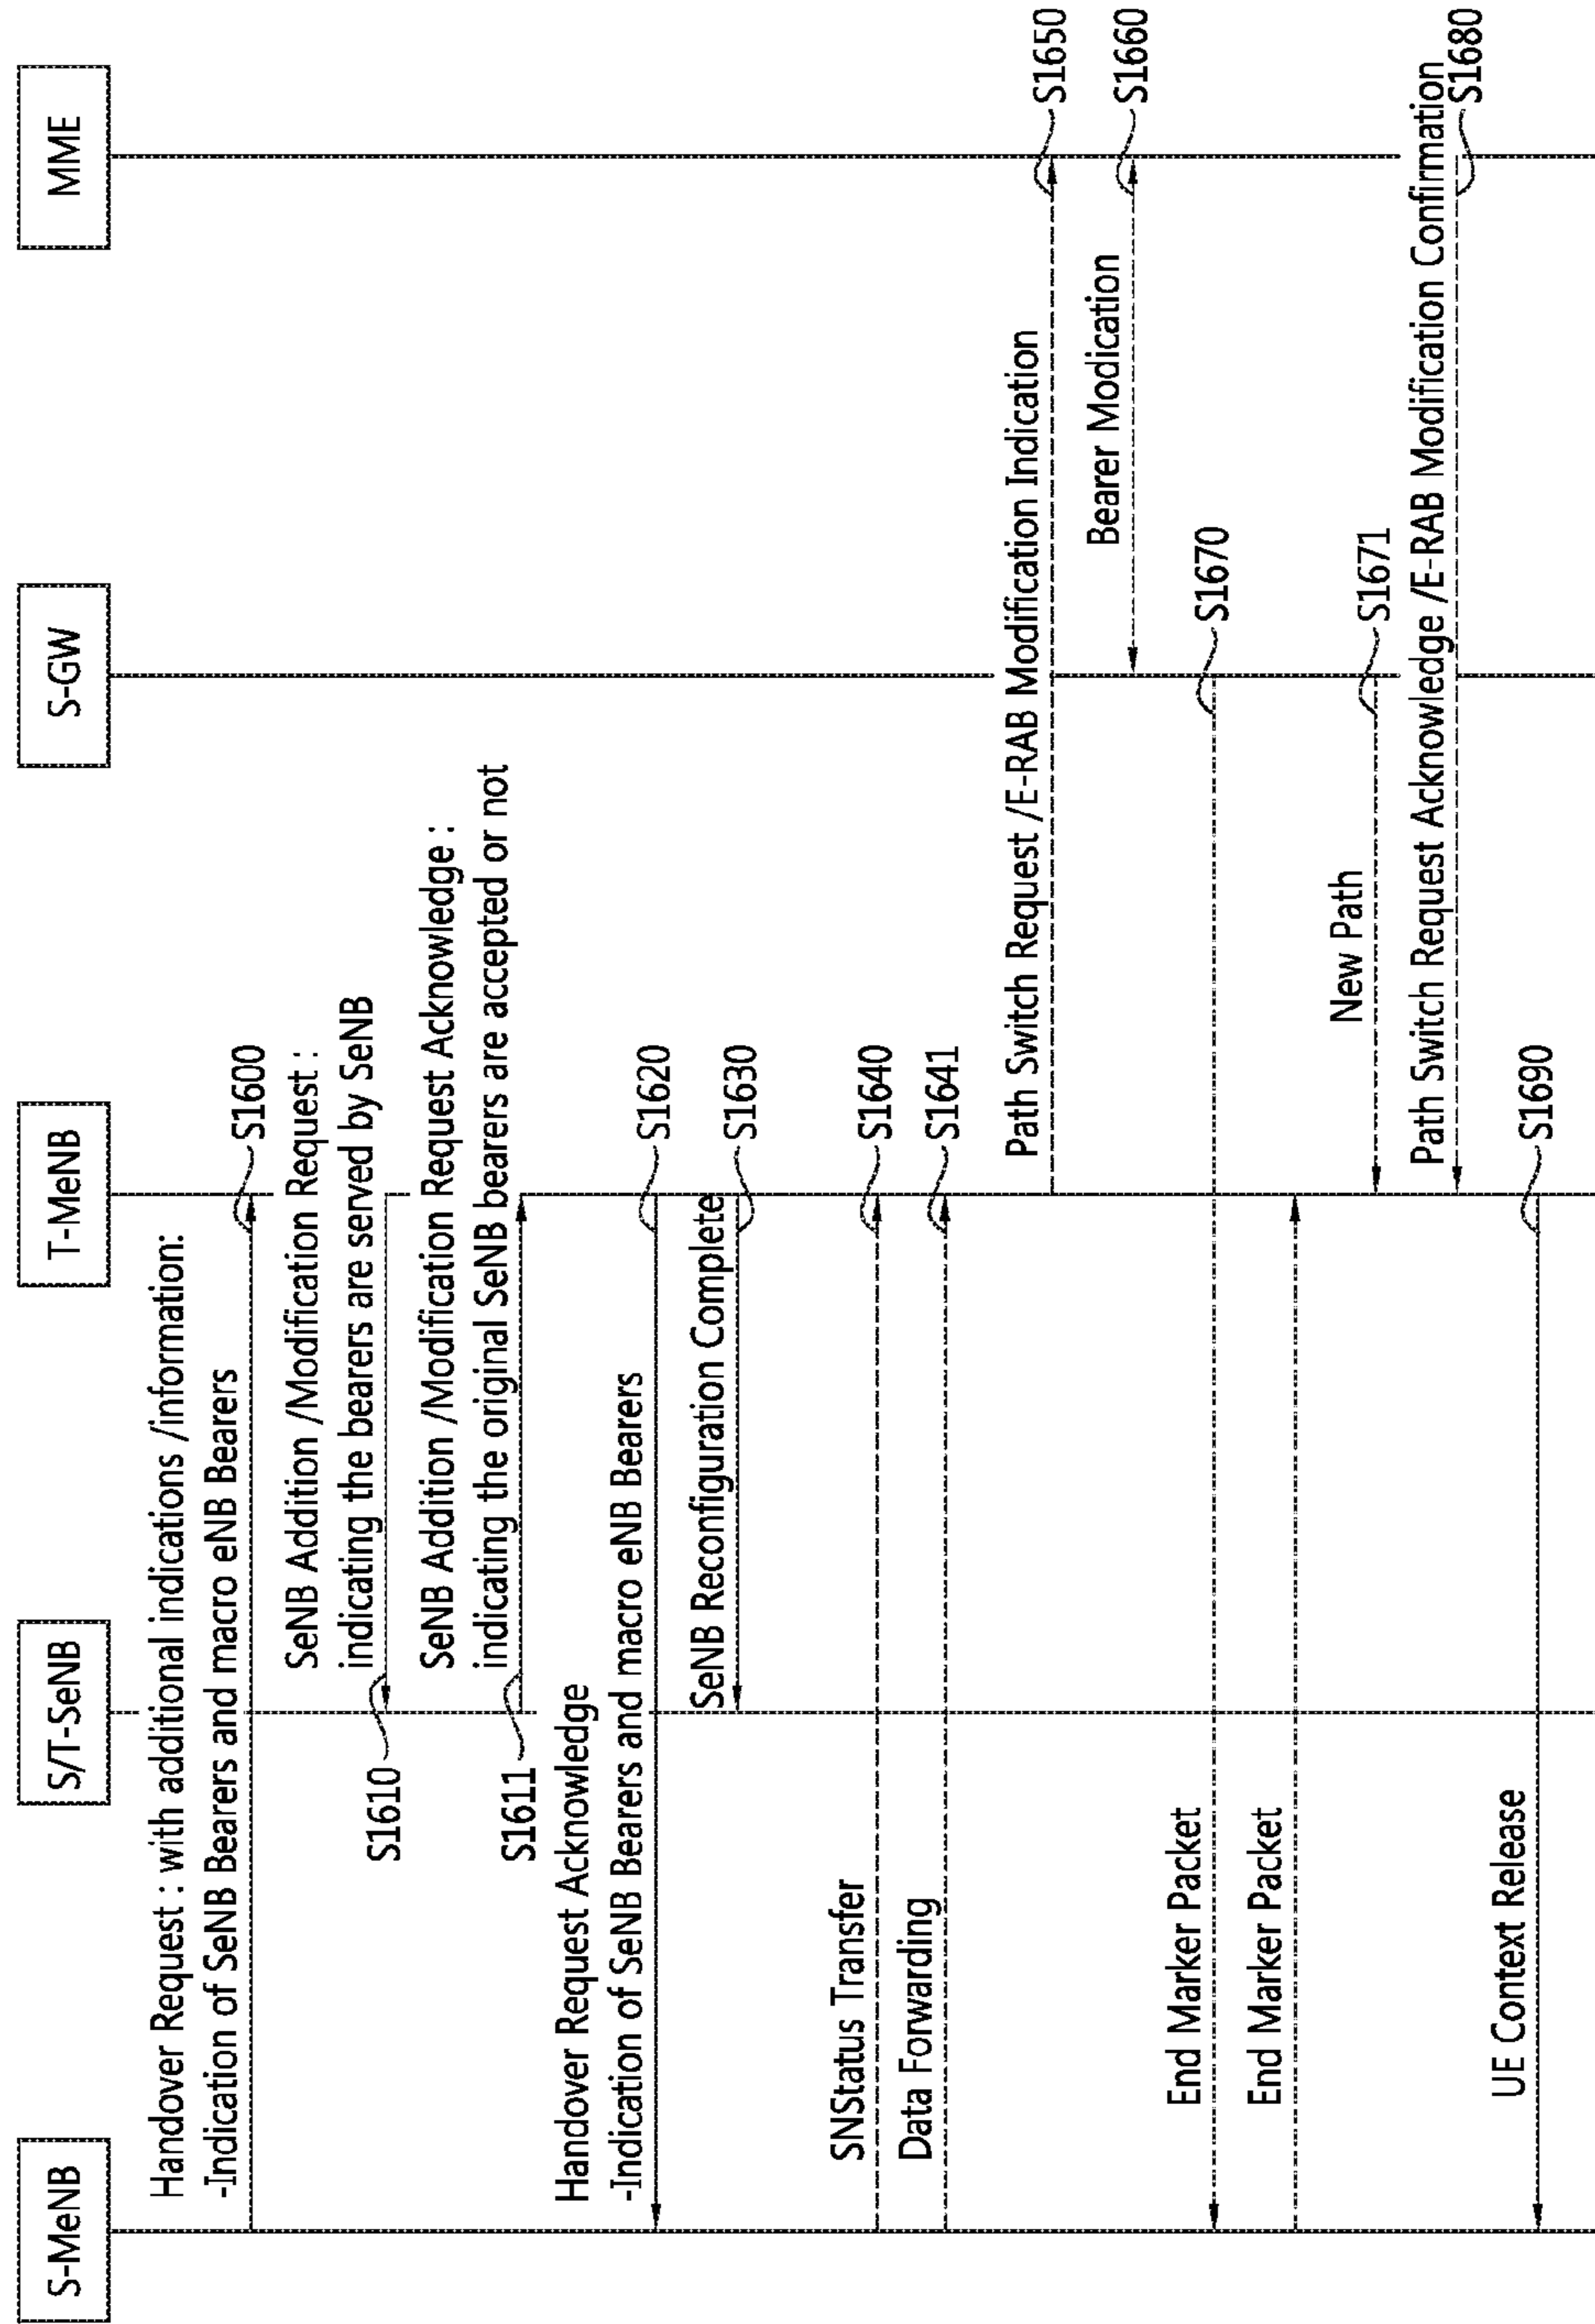 S-MeNB
S/T-SeNB
T-MeNB
S-GW
MME
Handover Request : with additional indications /information:
-Indication of SeNB Bearers and macro eNB Bearers
S1600
SeNB Addition /Modification Request :
indicating the bearers are served by SeNB
S1610
SeNB Addition /Modification Request Acknowledge :
indicating the original SeNB bearers are accepted or not
S1611
Handover Request Acknowledge
-Indication of SeNB Bearers and macro eNB Bearers
S1620
SeNB Reconfiguration Complete
S1630
SNStatus Transfer
S1640
Data Forwarding
S1641
Path Switch Request /E-RAB Modification Indication
S1650
Bearer Modication
S1660
End Marker Packet
S1670
End Marker Packet
New Path
S1671
Path Switch Request Acknowledge /E-RAB Modification Confirmation
S1680
UE Context Release
S1690